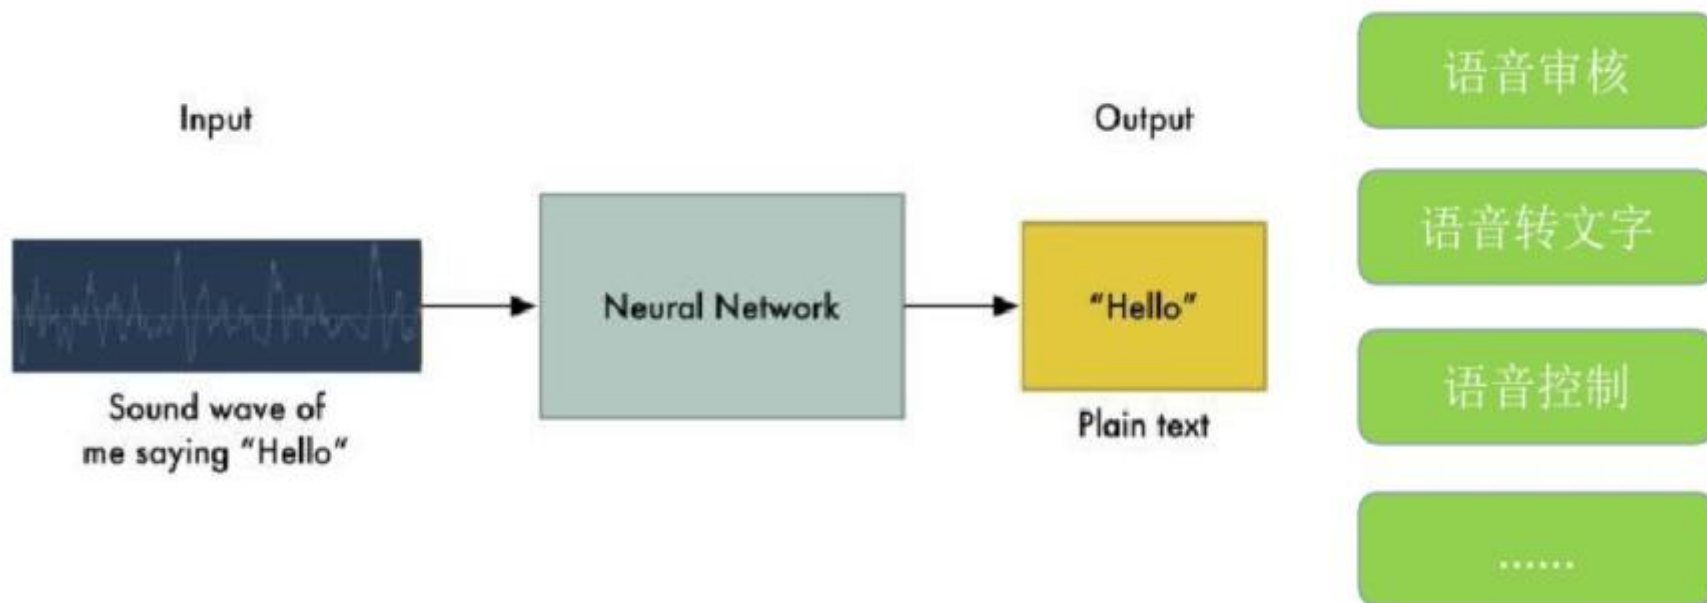 Input
Sound wave of
me saying “Hello”
Neural Network
Output
“Hello”
Plain text
语音审核
语音转文字
语音控制
......